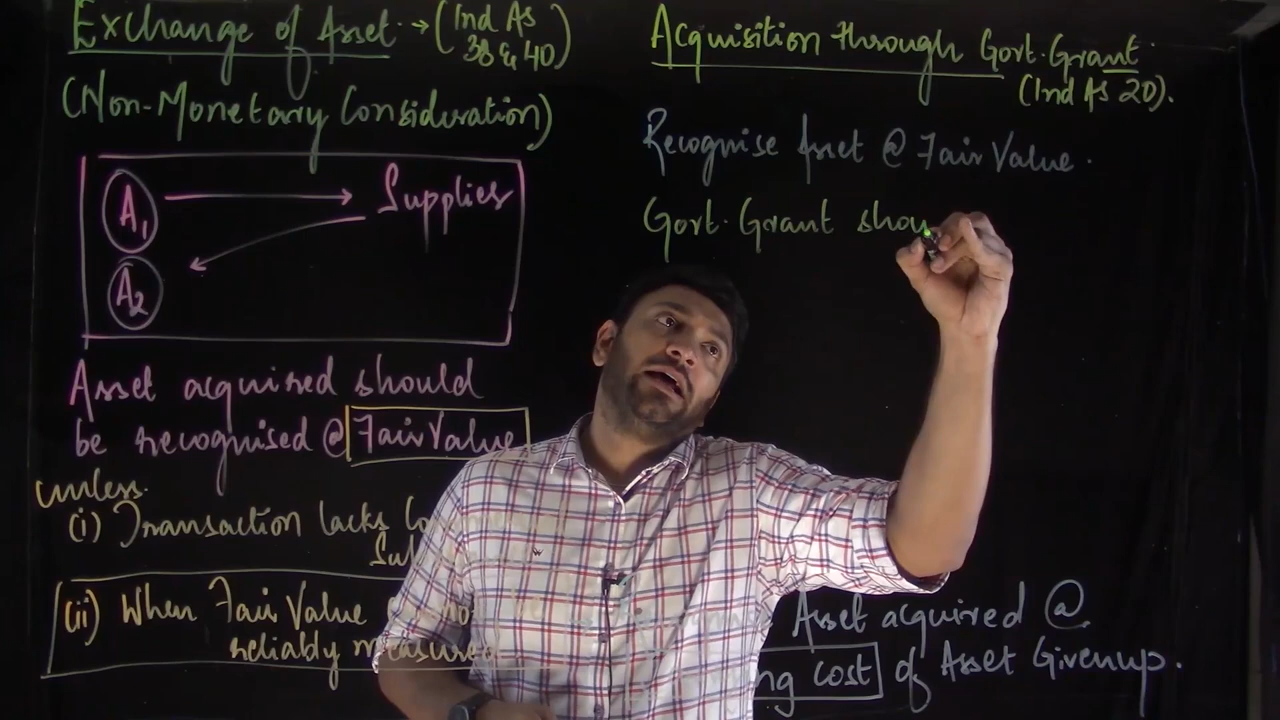 Exchange of Asset → (Ind As
38 & 40)
(Non-Monetary Consideration)
A1 Supplies
A2
Asset acquired should
be recognised @ Fair Value
unless.
(i) Transaction lacks
(ii) When Fair Value
reliably measured
Acquisition through Govt. Grant
(Ind As 20).
Recognise Asset @ Fair Value.
Govt. Grant shou
Asset acquired @
cost of Asset Givenup.